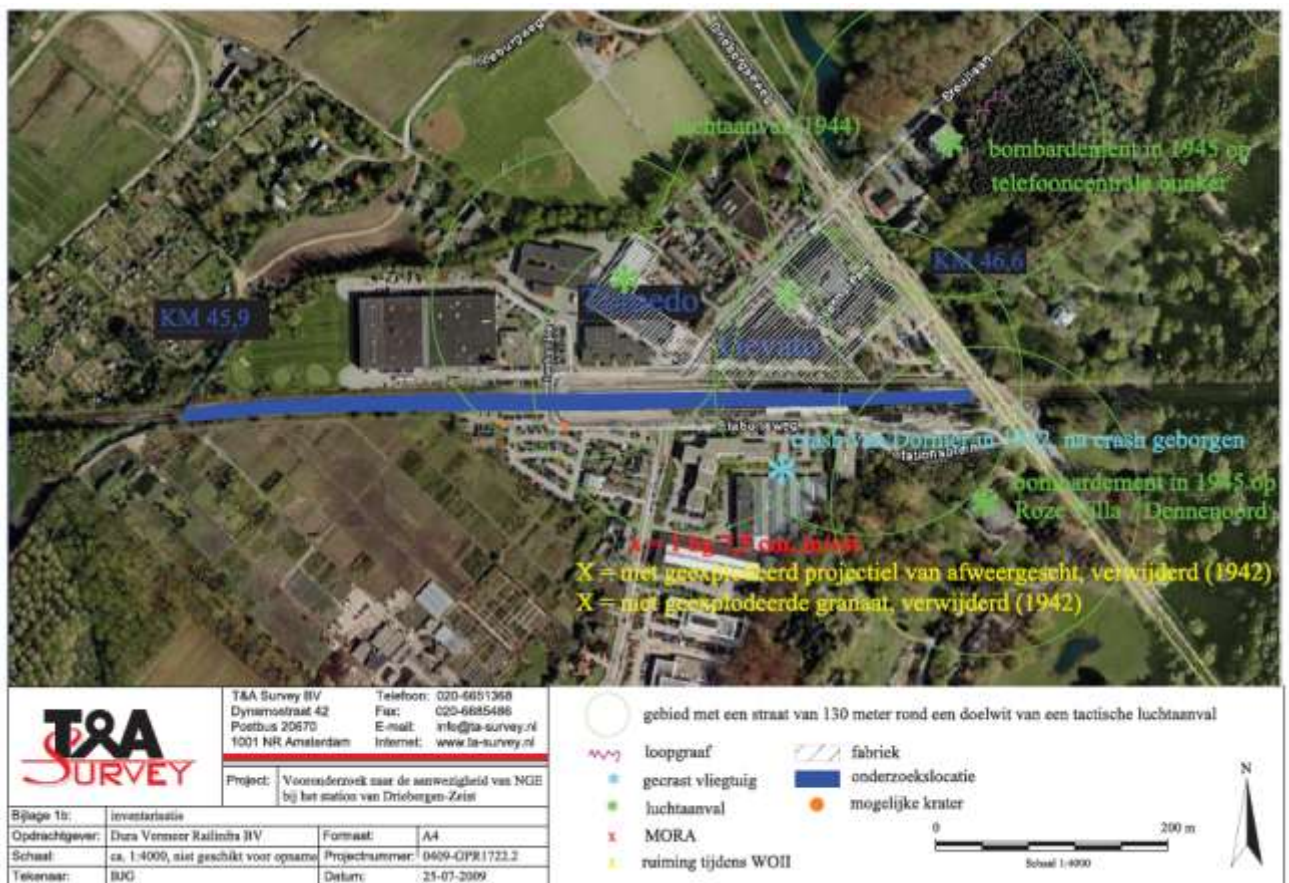 Driebergseweg
Breullaan
luchtaanval (1944)
bombardement in 1945 op
telefooncentrale bunker
KM 46,6
KM 45,9
Stationsweg
crash van Dornier in 1942, na crash geborgen
Stationsplein
bombardement in 1945 op
Roze Villa "Dennenoord"
X = niet geexplodeerd projectiel van afweergeschut, verwijderd (1942)
X = niet geexplodeerde granaat, verwijderd (1942)
T&A
SURVEY
T&A Survey BV Telefoon: 020-6651368
Dynamostraat 42 Fax: 020-6685486
Postbus 20670 E-mail: info@ta-survey.nl
1001 NR Amsterdam Internet: www.ta-survey.nl
Project: Vooronderzoek naar de aanwezigheid van NGE
bij het station van Driebergen-Zeist
Bijlage 1b: inventarisatie
Opdrachtgever: Dura Vermeer Railinfra BV Formaat: A4
Schaal: ca. 1:4000, niet geschikt voor opname Projectnummer: 0409-GPR1722.2
Tekenaar: BJG Datum: 25-07-2009
gebied met een straat van 130 meter rond een doelwit van een tactische luchtaanval
loopgraaf
fabriek
gecrast vliegtuig
onderzoekslocatie
luchtaanval
mogelijke krater
x MORA
x ruiming tijdens WOII
0 200 m
Schaal 1:4000
N